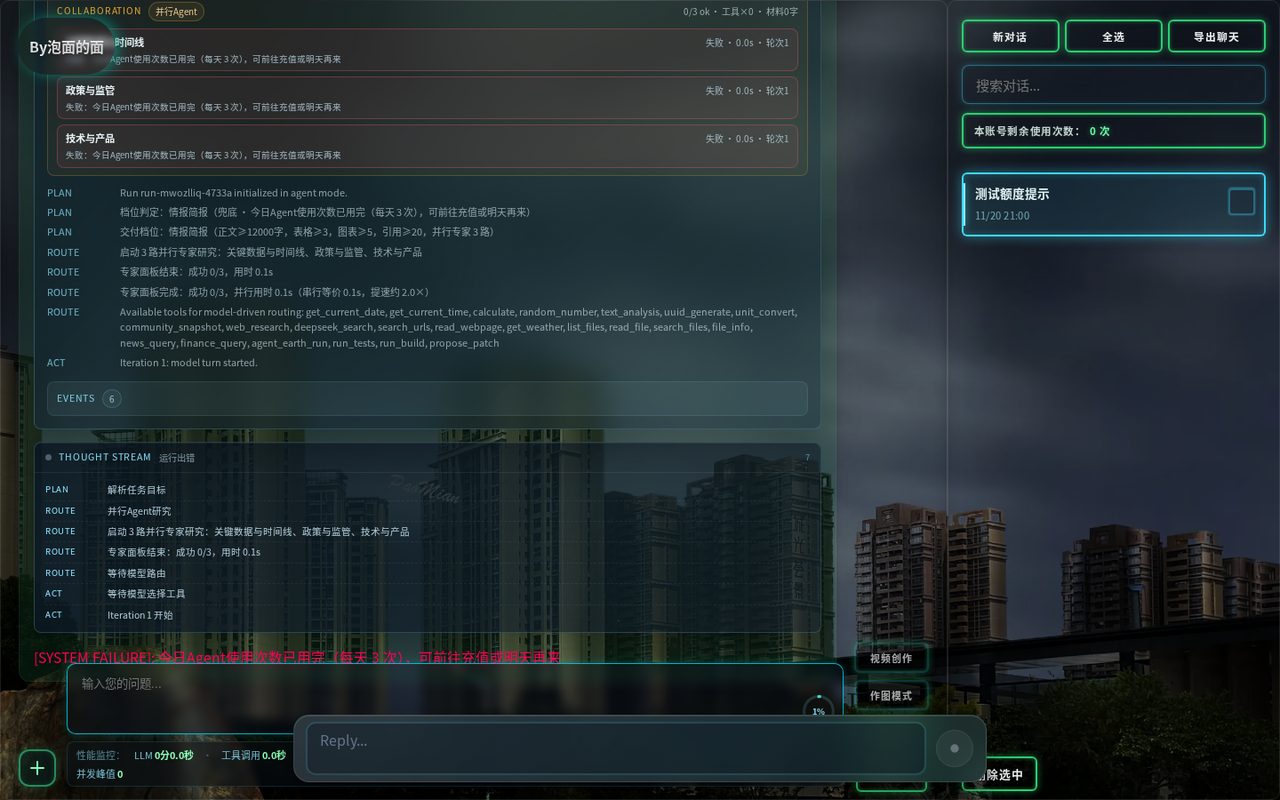 COLLABORATION 并行Agent 0/3 ok • 工具×0 • 材料0字
By泡面的面
时间线 失败 • 0.0s • 轮次1
Agent使用次数已用完（每天 3 次），可前往充值或明天再来
政策与监管 失败 • 0.0s • 轮次1
失败：今日Agent使用次数已用完（每天 3 次），可前往充值或明天再来
技术与产品 失败 • 0.0s • 轮次1
失败：今日Agent使用次数已用完（每天 3 次），可前往充值或明天再来
PLAN Run run-mwozlliq-4733a initialized in agent mode.
PLAN 档位判定：情报简报（兜底 · 今日Agent使用次数已用完（每天 3 次），可前往充值或明天再来）
PLAN 交付档位：情报简报（正文≥12000字，表格≥3，图表≥5，引用≥20，并行专家 3 路）
ROUTE 启动 3 路并行专家研究：关键数据与时间线、政策与监管、技术与产品
ROUTE 专家面板结束：成功 0/3，用时 0.1s
ROUTE 专家面板完成：成功 0/3，并行用时 0.1s（串行等价 0.1s，提速约 2.0×）
ROUTE Available tools for model-driven routing: get_current_date, get_current_time, calculate, random_number, text_analysis, uuid_generate, unit_convert,
community_snapshot, web_research, deepseek_search, search_urls, read_webpage, get_weather, list_files, read_file, search_files, file_info,
news_query, finance_query, agent_earth_run, run_tests, run_build, propose_patch
ACT Iteration 1: model turn started.
EVENTS 6
THOUGHT STREAM 运行出错 7
PLAN 解析任务目标
ROUTE 并行Agent研究
ROUTE 启动 3 路并行专家研究：关键数据与时间线、政策与监管、技术与产品
ROUTE 专家面板结束：成功 0/3，用时 0.1s
ROUTE 等待模型路由
ACT 等待模型选择工具
ACT Iteration 1 开始
PaoMian
[SYSTEM FAILURE]: 今日Agent使用次数已用完（每天 3 次），可前往充值或明天再来
输入您的问题...
1%
性能监控： LLM 0分0.0秒 · 工具调用 0.0秒
并发峰值 0
+
Reply...
视频创作
作图模式
新对话 全选 导出聊天
搜索对话...
本账号剩余使用次数： 0 次
测试额度提示
11/20 21:00
除选中